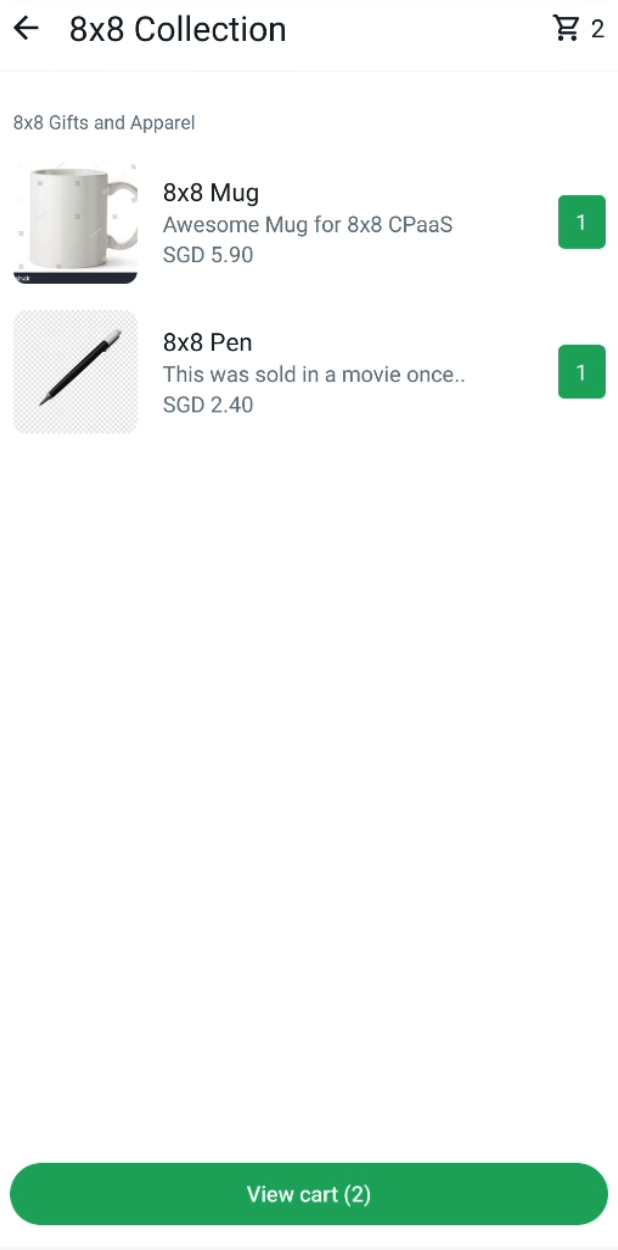 8x8 Collection
2
8x8 Gifts and Apparel
8x8 Mug
Awesome Mug for 8x8 CPaaS
SGD 5.90
1
8x8 Pen
This was sold in a movie once..
SGD 2.40
1
View cart (2)